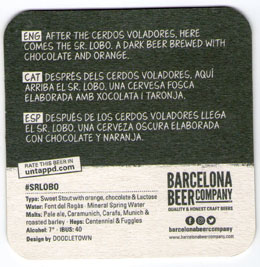 ENG AFTER THE CERDOS VOLADORES, HERE
COMES THE SR. LOBO, A DARK BEER BREWED WITH
CHOCOLATE AND ORANGE.
CAT DESPRÉS DELS CERDOS VOLADORES, AQUÍ
ARRIBA EL SR. LOBO, UNA CERVESA FOSCA
ELABORADA AMB XOCOLATA I TARONJA.
ESP DESPUÉS DE LOS CERDOS VOLADORES LLEGA
EL SR. LOBO, UNA CERVEZA OSCURA ELABORADA
CON CHOCOLATE Y NARANJA.
RATE THIS BEER IN
untappd.com
#SRLOBO
Type: Sweet Stout with orange, chocolate & Lactose
Water: Font del Regàs - Mineral Spring Water
Malts: Pale ale, Caramunich, Carafa, Munich &
roasted barley - Hops: Centennial & Fuggles
Alcohol: 7º - IBUS: 40
Design by DOODLETOWN
BARCELONA
BEER COMPANY
QUALITY & HONEST CRAFT BEERS
barcelonabeercompany
www.barcelonabeercompany.com